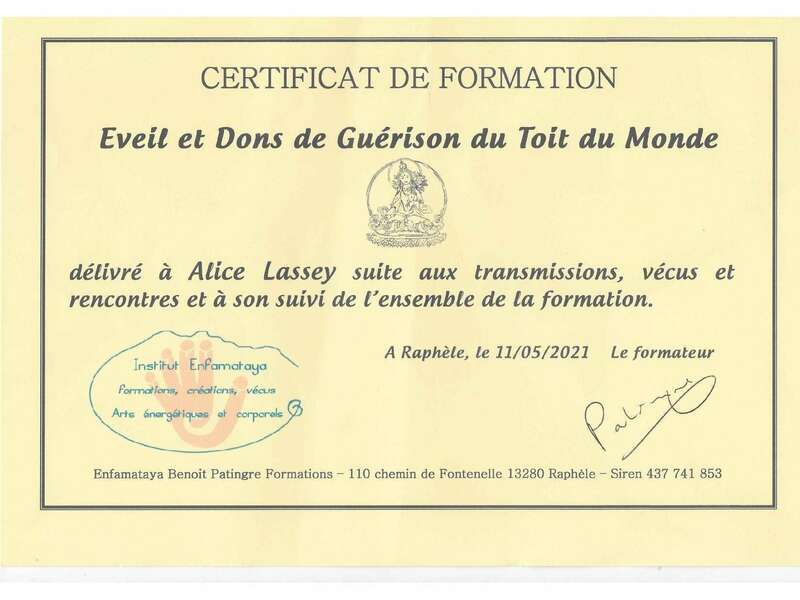 CERTIFICAT DE FORMATION
Eveil et Dons de Guérison du Toit du Monde
délivré à Alice Lassey suite aux transmissions, vécus et
rencontres et à son suivi de l'ensemble de la formation.
A Raphèle, le 11/05/2021 Le formateur
Institut Enfamataya
formations, créations, vécus
Arts énergétiques et corporels
Patingre
Enfamataya Benoît Patingre Formations – 110 chemin de Fontenelle 13280 Raphèle – Siren 437 741 853